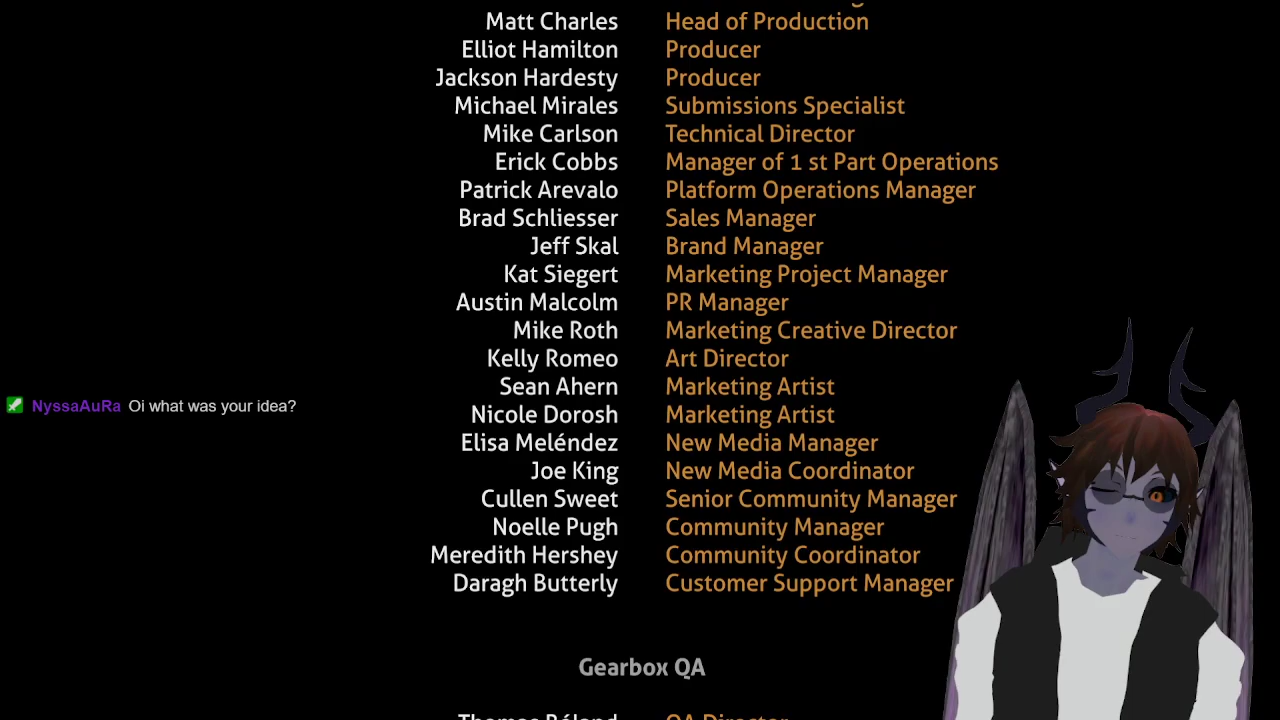 Matt Charles Head of Production
Elliot Hamilton Producer
Jackson Hardesty Producer
Michael Mirales Submissions Specialist
Mike Carlson Technical Director
Erick Cobbs Manager of 1 st Part Operations
Patrick Arevalo Platform Operations Manager
Brad Schliesser Sales Manager
Jeff Skal Brand Manager
Kat Siegert Marketing Project Manager
Austin Malcolm PR Manager
Mike Roth Marketing Creative Director
Kelly Romeo Art Director
Sean Ahern Marketing Artist
NyssaAuRa Oi what was your idea?
Nicole Dorosh Marketing Artist
Elisa Meléndez New Media Manager
Joe King New Media Coordinator
Cullen Sweet Senior Community Manager
Noelle Pugh Community Manager
Meredith Hershey Community Coordinator
Daragh Butterly Customer Support Manager
Gearbox QA